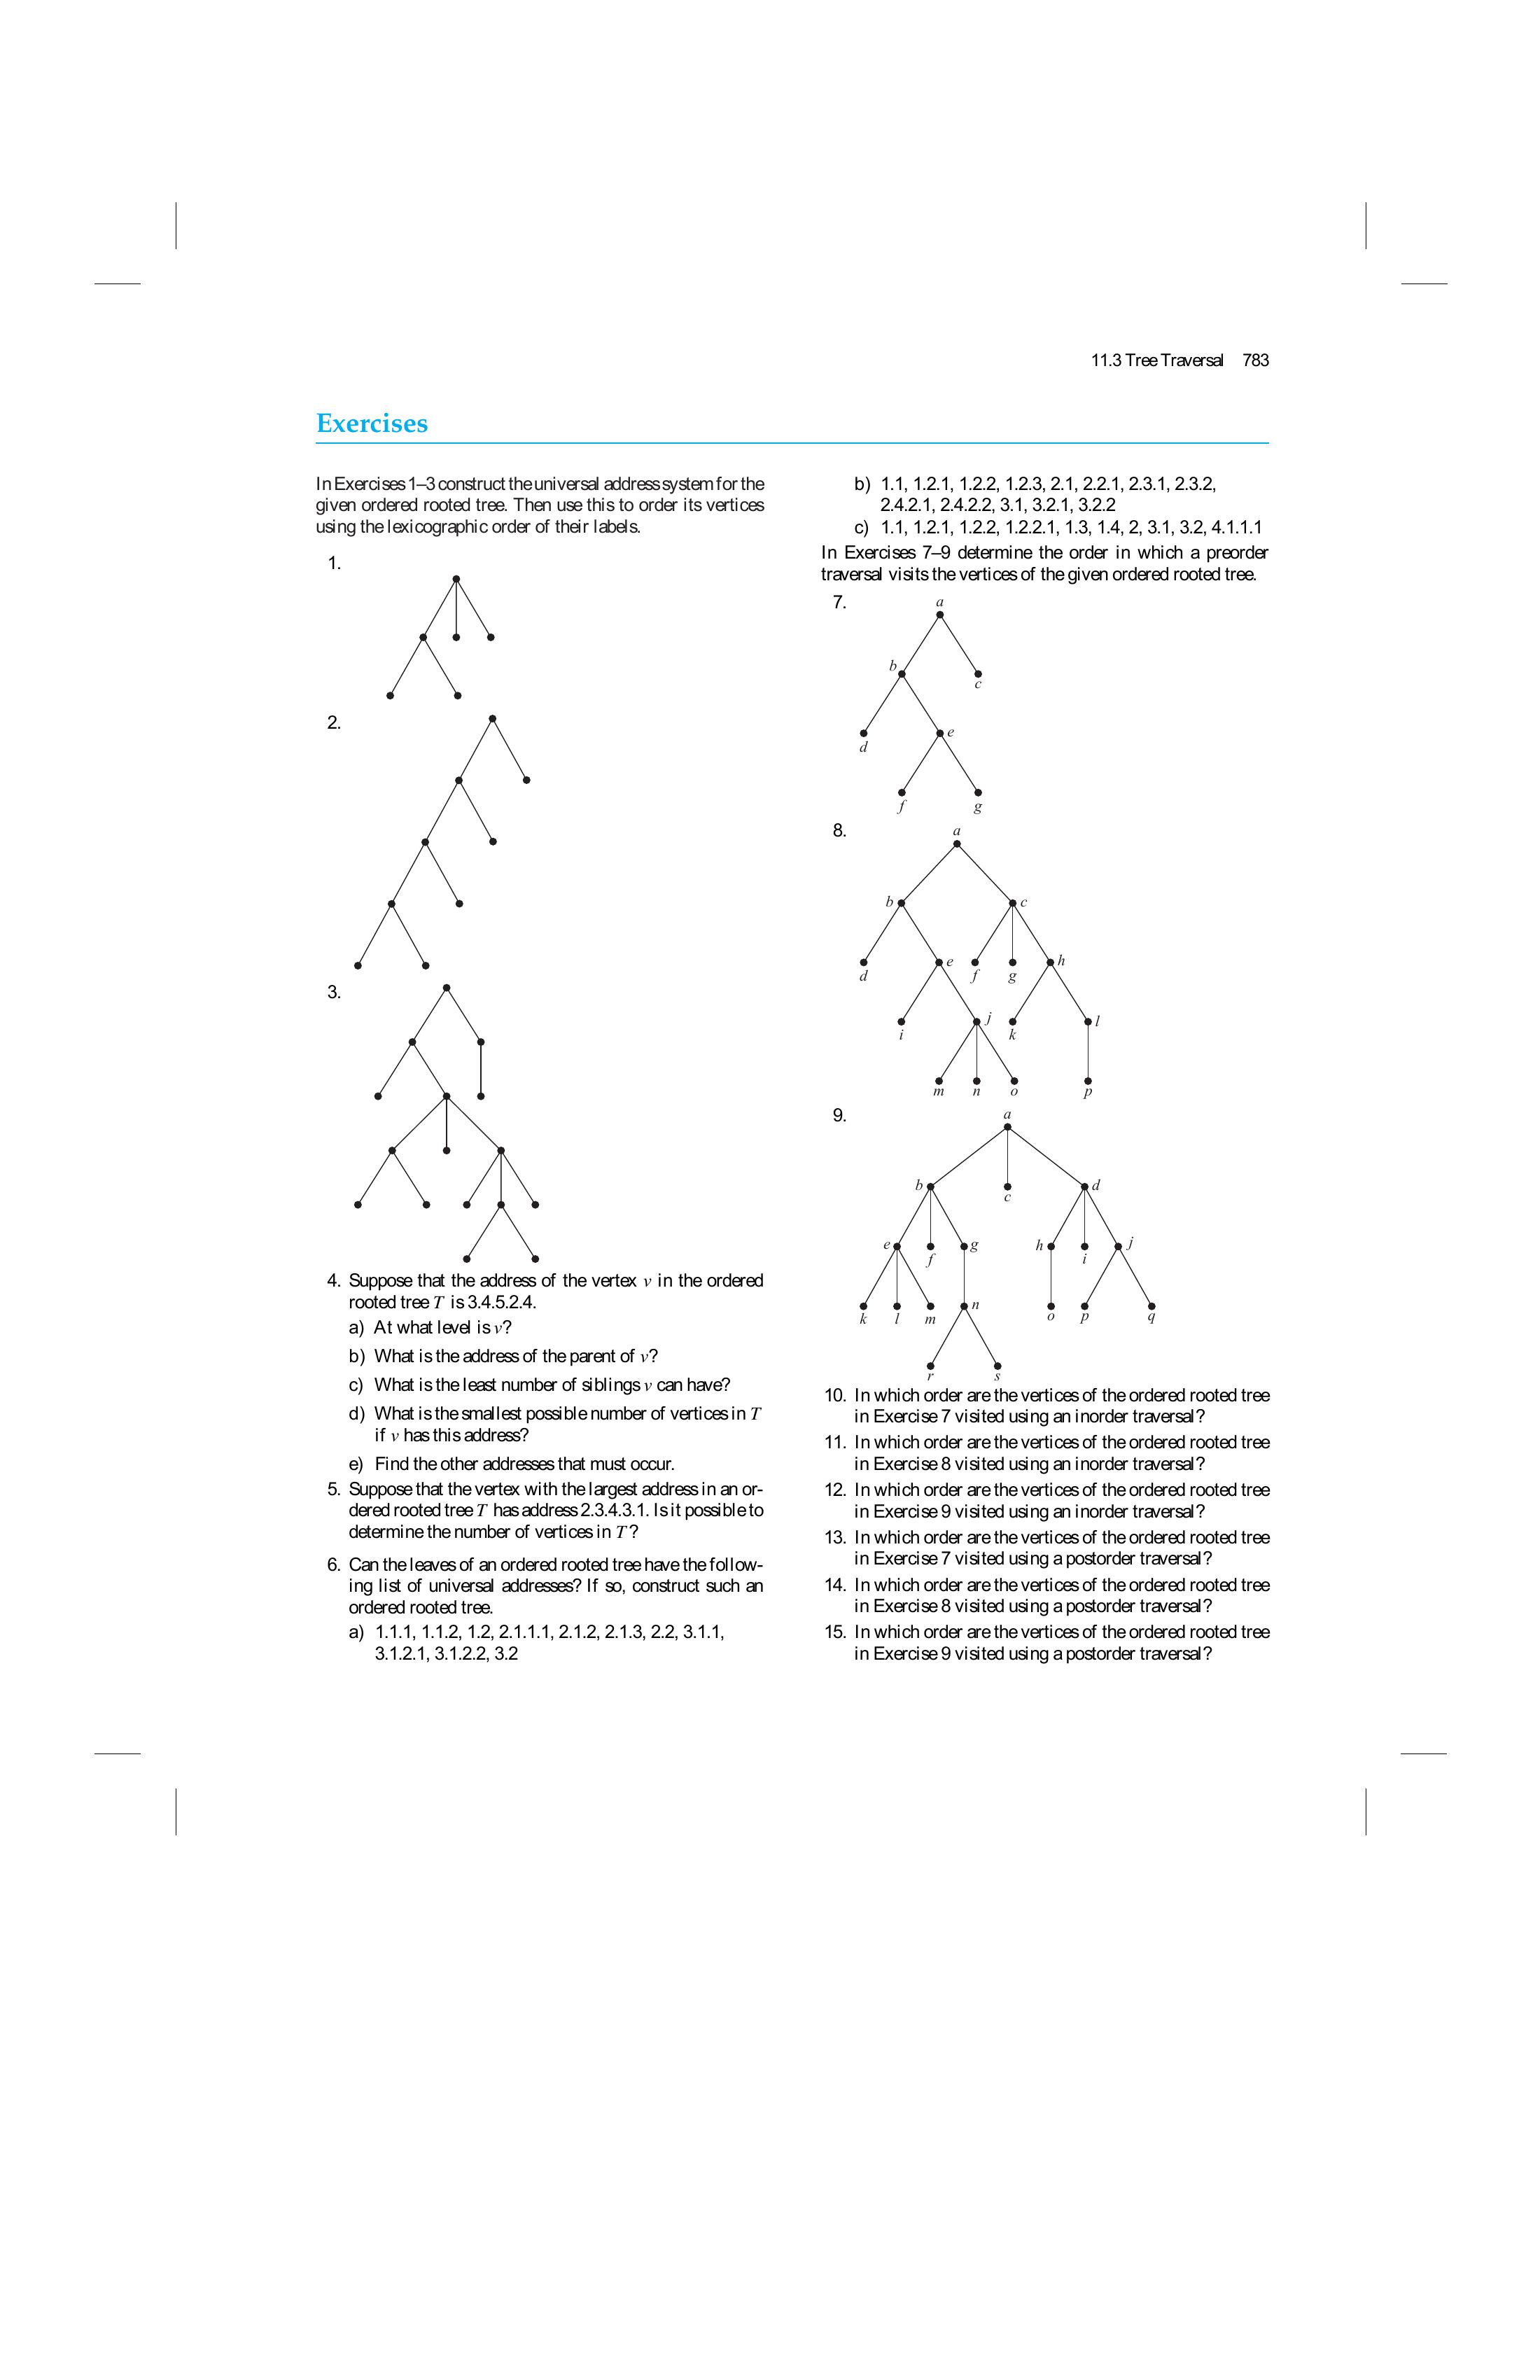 11.3 Tree Traversal 783
Exercises
In Exercises 1–3 construct the universal address system for the
given ordered rooted tree. Then use this to order its vertices
using the lexicographic order of their labels.
1.
2.
3.
4. Suppose that the address of the vertex v in the ordered
rooted tree T is 3.4.5.2.4.
a) At what level is v?
b) What is the address of the parent of v?
c) What is the least number of siblings v can have?
d) What is the smallest possible number of vertices in T
if v has this address?
e) Find the other addresses that must occur.
5. Suppose that the vertex with the largest address in an or-
dered rooted tree T has address 2.3.4.3.1. Is it possible to
determine the number of vertices in T?
6. Can the leaves of an ordered rooted tree have the follow-
ing list of universal addresses? If so, construct such an
ordered rooted tree.
a) 1.1.1, 1.1.2, 1.2, 2.1.1.1, 2.1.2, 2.1.3, 2.2, 3.1.1,
3.1.2.1, 3.1.2.2, 3.2
b) 1.1, 1.2.1, 1.2.2, 1.2.3, 2.1, 2.2.1, 2.3.1, 2.3.2,
2.4.2.1, 2.4.2.2, 3.1, 3.2.1, 3.2.2
c) 1.1, 1.2.1, 1.2.2, 1.2.2.1, 1.3, 1.4, 2, 3.1, 3.2, 4.1.1.1
In Exercises 7–9 determine the order in which a preorder
traversal visits the vertices of the given ordered rooted tree.
7. a
b
c
d e
f g
8. a
b c
d e f g h
i j k l
m n o p
9. a
b c d
e f g h i j
k l m n o p q
r s
10. In which order are the vertices of the ordered rooted tree
in Exercise 7 visited using an inorder traversal?
11. In which order are the vertices of the ordered rooted tree
in Exercise 8 visited using an inorder traversal?
12. In which order are the vertices of the ordered rooted tree
in Exercise 9 visited using an inorder traversal?
13. In which order are the vertices of the ordered rooted tree
in Exercise 7 visited using a postorder traversal?
14. In which order are the vertices of the ordered rooted tree
in Exercise 8 visited using a postorder traversal?
15. In which order are the vertices of the ordered rooted tree
in Exercise 9 visited using a postorder traversal?